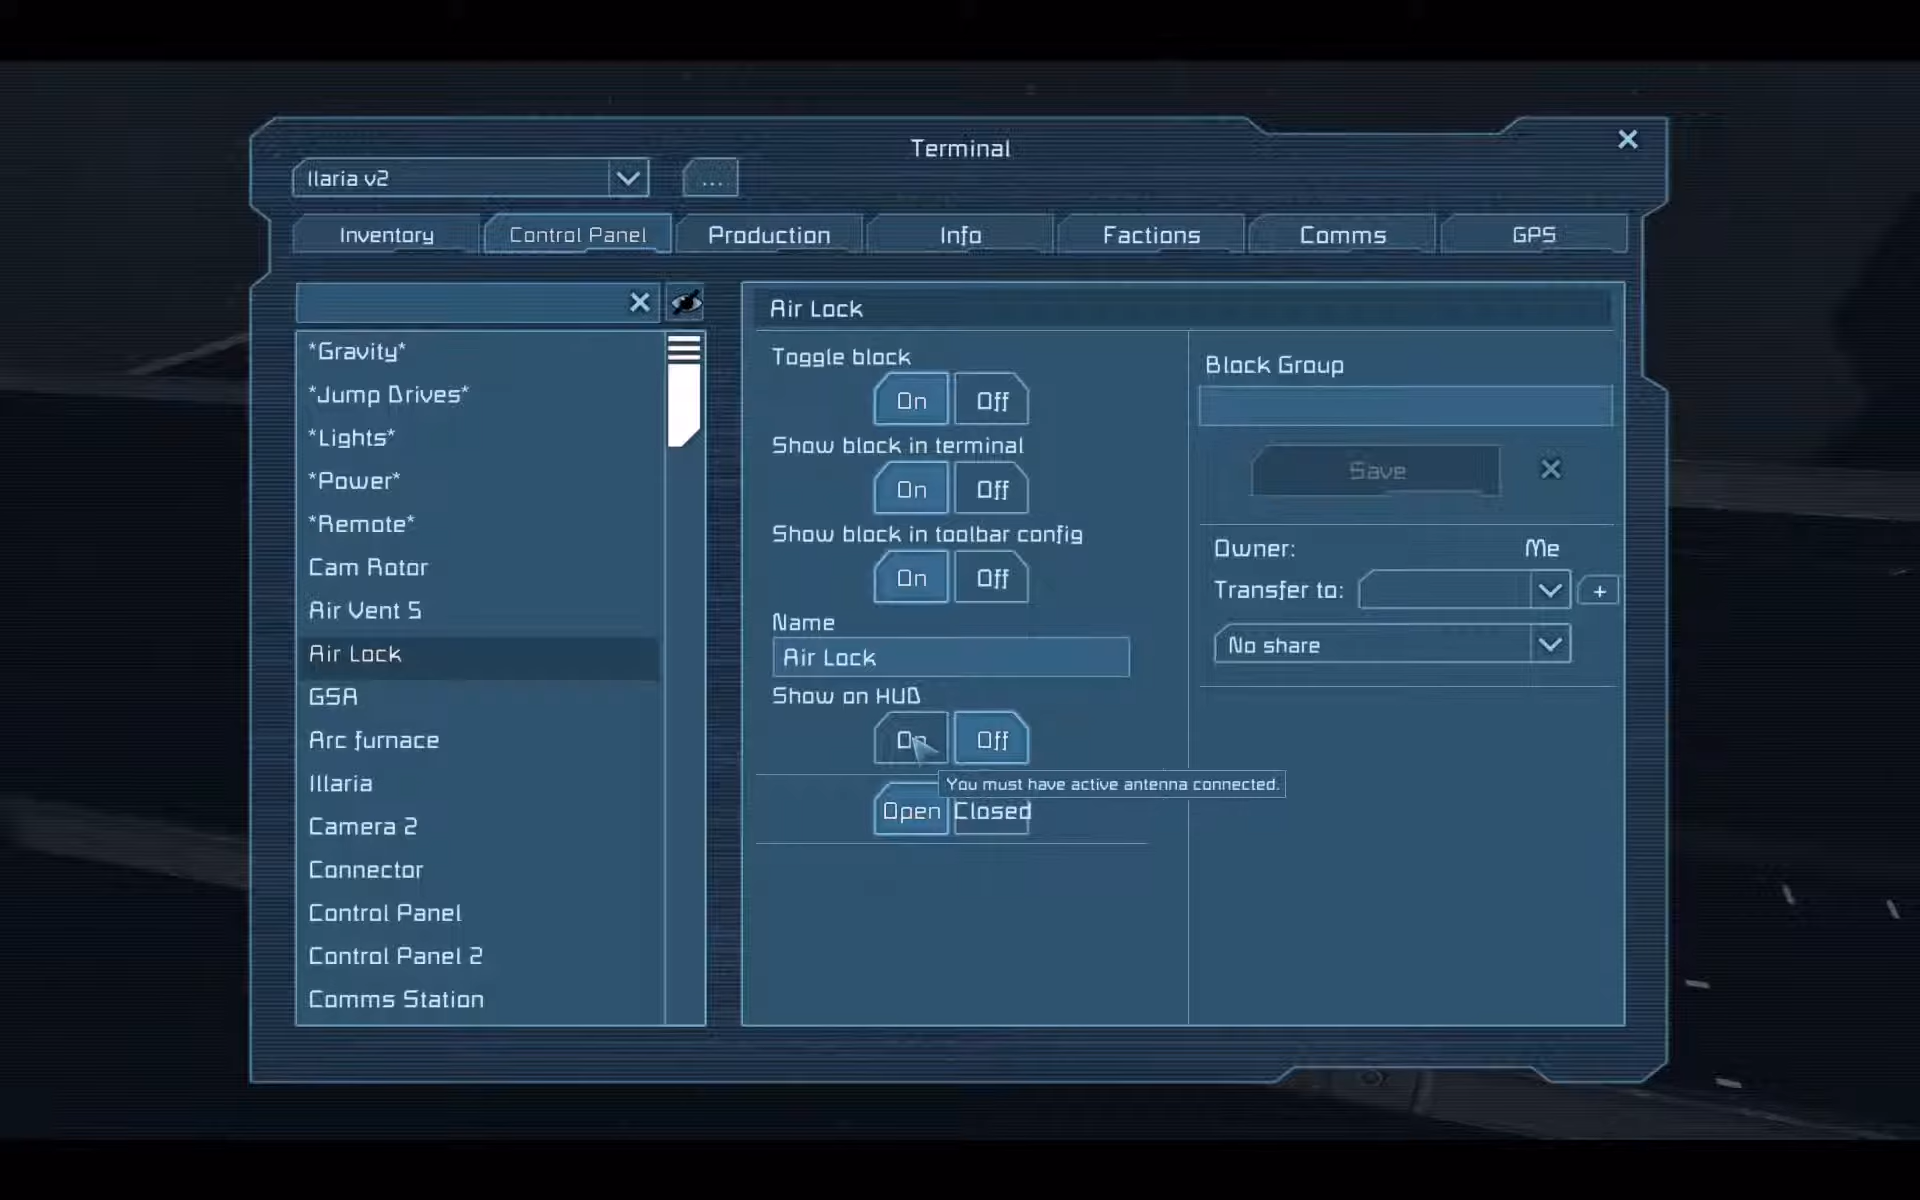 Terminal
Ilaria v2
...
Inventory
Control Panel
Production
Info
Factions
Comms
GPS
*Gravity*
*Jump Drives*
*Lights*
*Power*
*Remote*
Cam Rotor
Air Vent 5
Air Lock
GSA
Arc furnace
Illaria
Camera 2
Connector
Control Panel
Control Panel 2
Comms Station
Air Lock
Toggle block
On Off
Show block in terminal
On Off
Show block in toolbar config
On Off
Name
Air Lock
Show on HUD
On Off
You must have active antenna connected.
Open Closed
Block Group
Save
Owner: Me
Transfer to:
+
No share